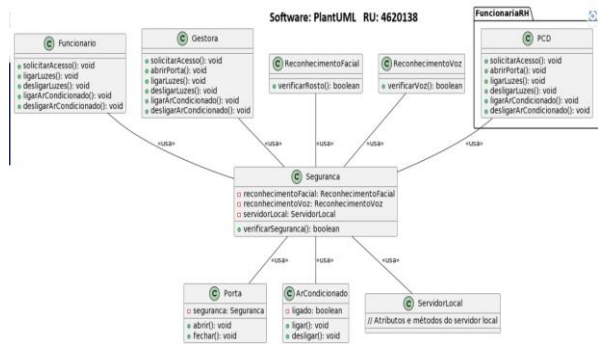 Software: PlantUML RU: 4620138
FuncionariaRH
C Funcionario
solicitarAcesso(): void
ligarLuzes(): void
desligarLuzes(): void
ligarArCondicionado(): void
desligarArCondicionado(): void
C Gestora
solicitarAcesso(): void
abrirPorta(): void
ligarLuzes(): void
desligarLuzes(): void
ligarArCondicionado(): void
desligarArCondicionado(): void
C ReconhecimentoFacial
verificarRosto(): boolean
C ReconhecimentoVoz
verificarVoz(): boolean
C PCD
solicitarAcesso(): void
abrirPorta(): void
ligarLuzes(): void
desligarLuzes(): void
ligarArCondicionado(): void
desligarArCondicionado(): void
«usa»
«usa»
«usa»
«usa»
«usa»
C Seguranca
reconhecimentoFacial: ReconhecimentoFacial
reconhecimentoVoz: ReconhecimentoVoz
servidorLocal: ServidorLocal
verificarSeguranca(): boolean
«usa»
«usa»
«usa»
C Porta
seguranca: Seguranca
abrir(): void
fechar(): void
C ArCondicionado
ligado: boolean
ligar(): void
desligar(): void
C ServidorLocal
// Atributos e métodos do servidor local